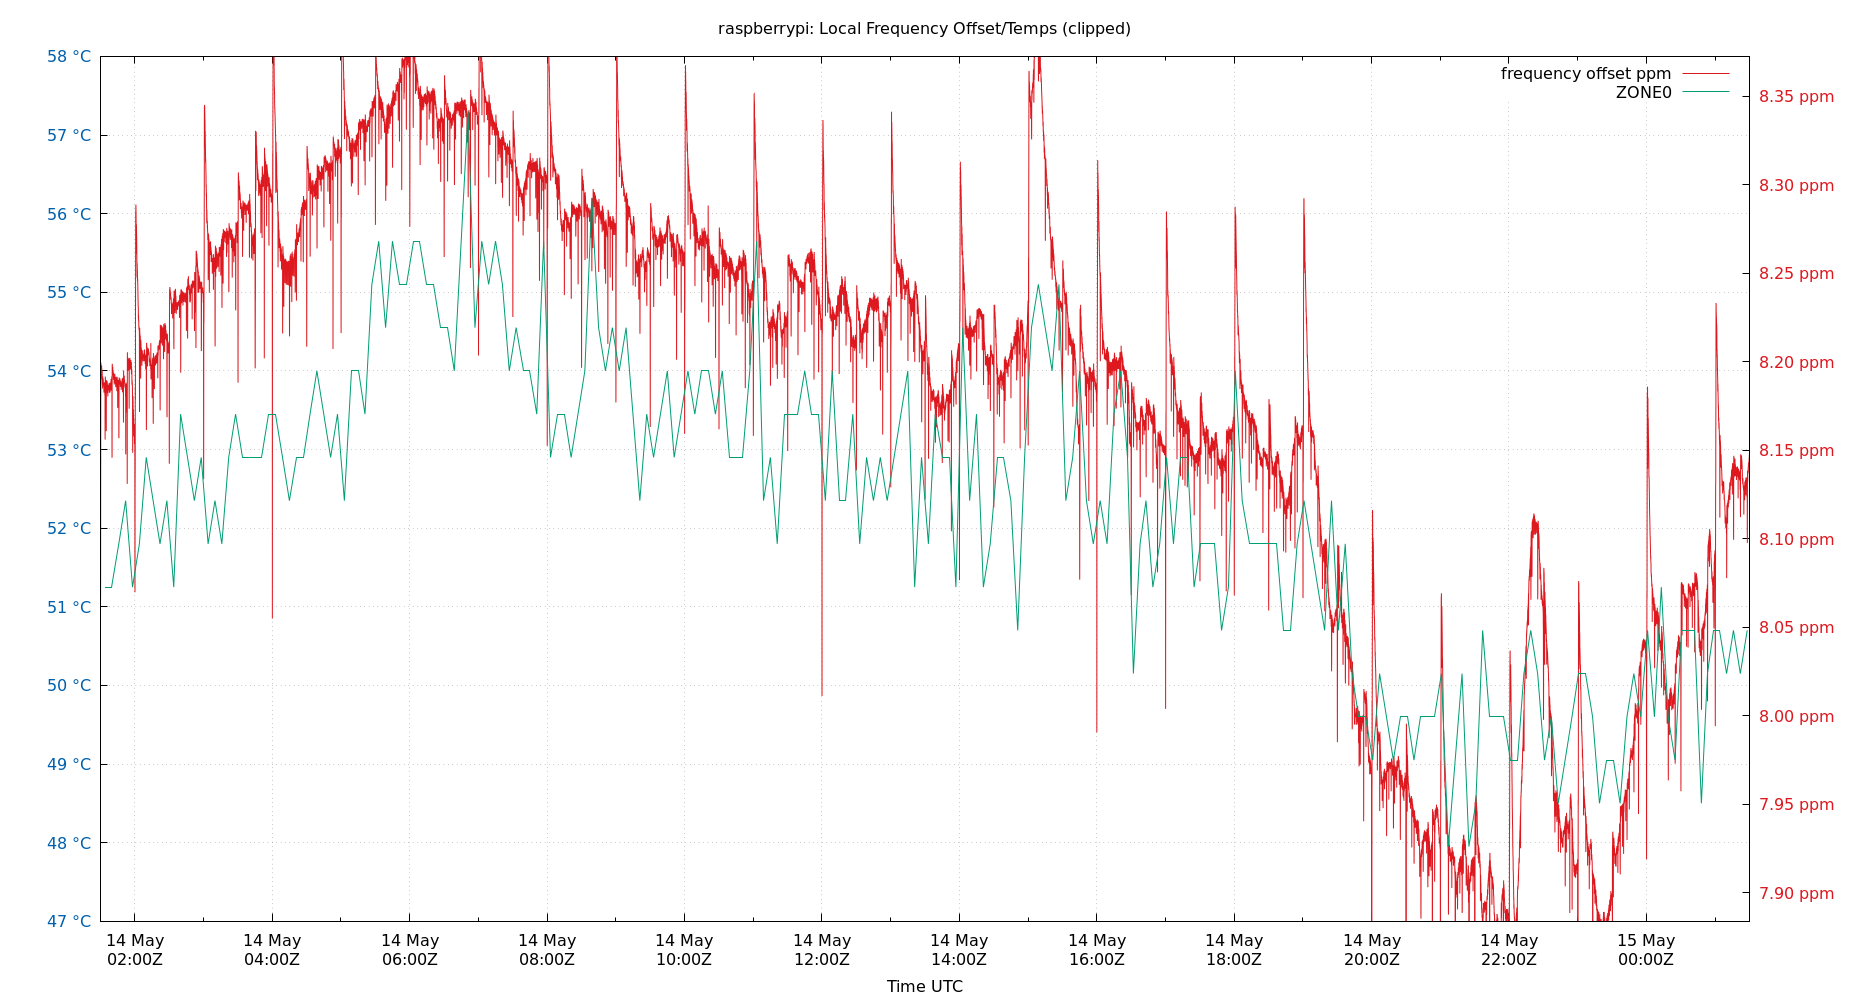 raspberrypi: Local Frequency Offset/Temps (clipped)
frequency offset ppm
ZONE0
58 °C
57 °C
56 °C
55 °C
54 °C
53 °C
52 °C
51 °C
50 °C
49 °C
48 °C
47 °C
8.35 ppm
8.30 ppm
8.25 ppm
8.20 ppm
8.15 ppm
8.10 ppm
8.05 ppm
8.00 ppm
7.95 ppm
7.90 ppm
14 May 14 May 14 May 14 May 14 May 14 May 14 May 14 May 14 May 14 May 14 May 15 May
02:00Z 04:00Z 06:00Z 08:00Z 10:00Z 12:00Z 14:00Z 16:00Z 18:00Z 20:00Z 22:00Z 00:00Z
Time UTC